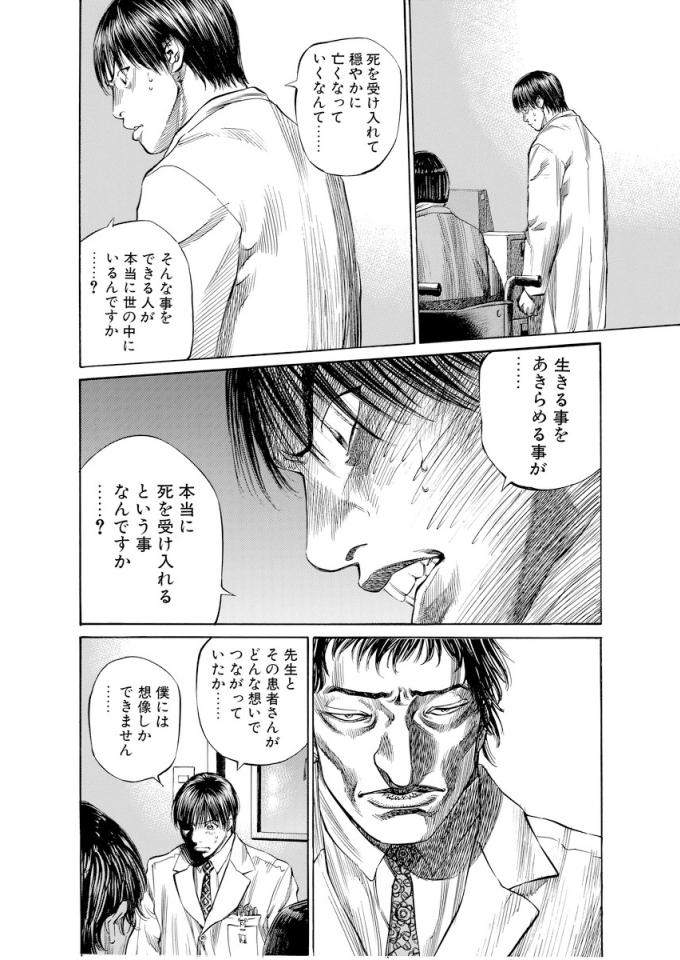 死を受け入れて
穏やかに
亡くなって
いくなんて……
そんな事を
できる人が
本当に世の中に
いるんですか
……？
生きる事を
あきらめる事が
……
本当に
死を受け入れる
という事
なんですか
……？
先生と
その患者さんが
どんな想いで
つながって
いたか……
僕には
想像しか
できません
……